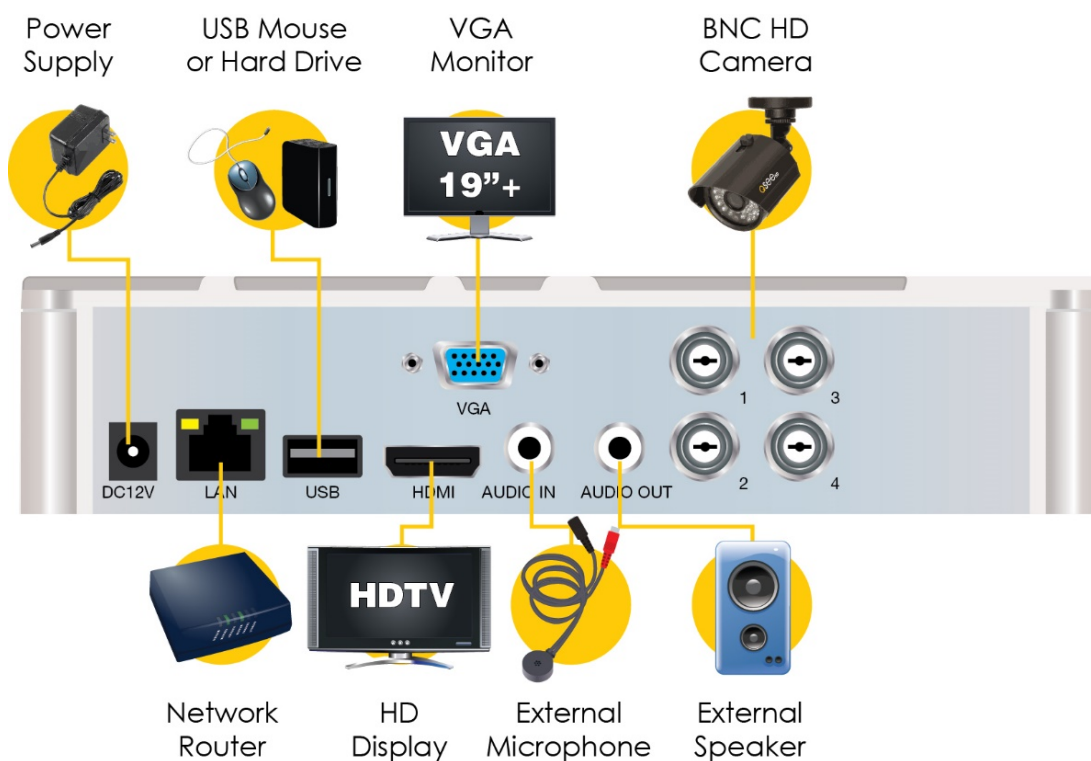 Power
Supply
USB Mouse
or Hard Drive
VGA
Monitor
BNC HD
Camera
VGA
19”+
Qsee
VGA
1
3
2
4
DC12V
LAN
USB
HDMI
AUDIO IN
AUDIO OUT
HDTV
Network
Router
HD
Display
External
Microphone
External
Speaker